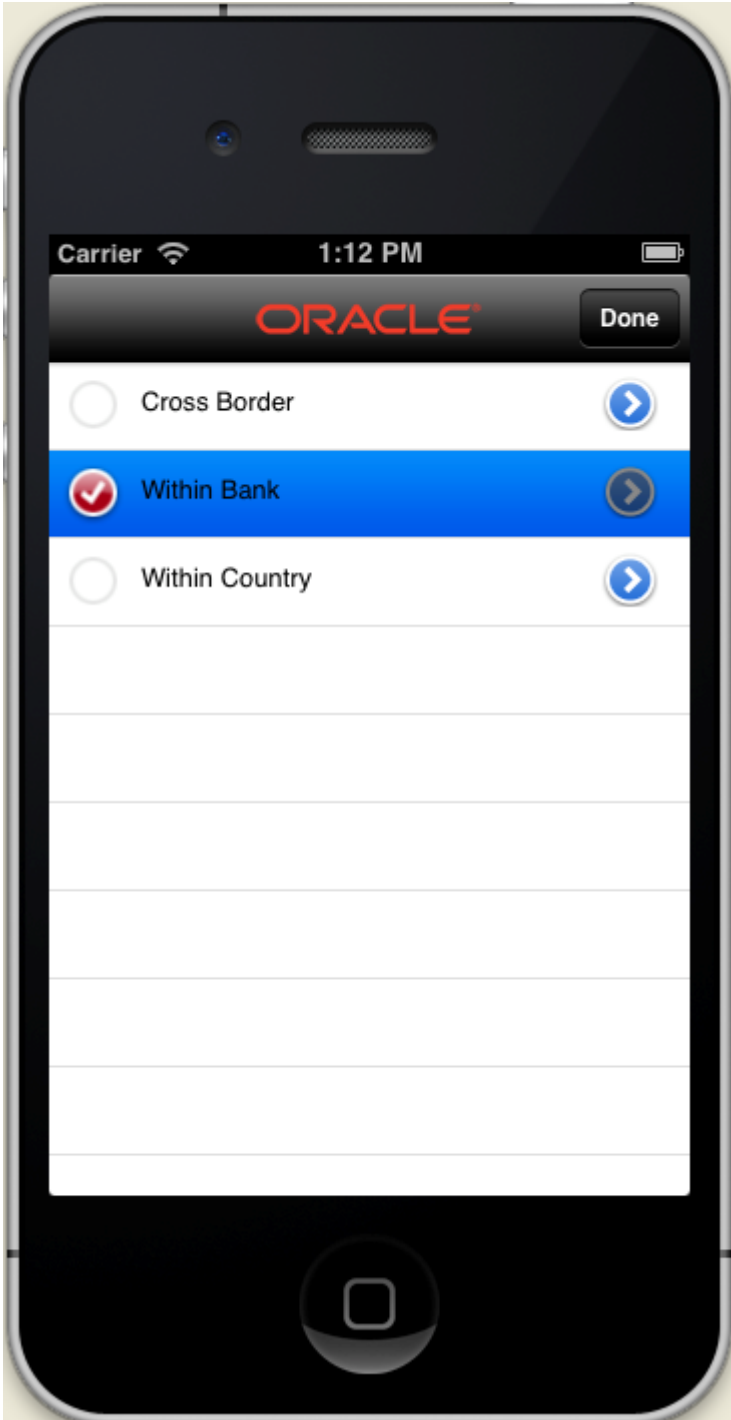 Carrier 1:12 PM
ORACLE® Done
Cross Border
Within Bank
Within Country